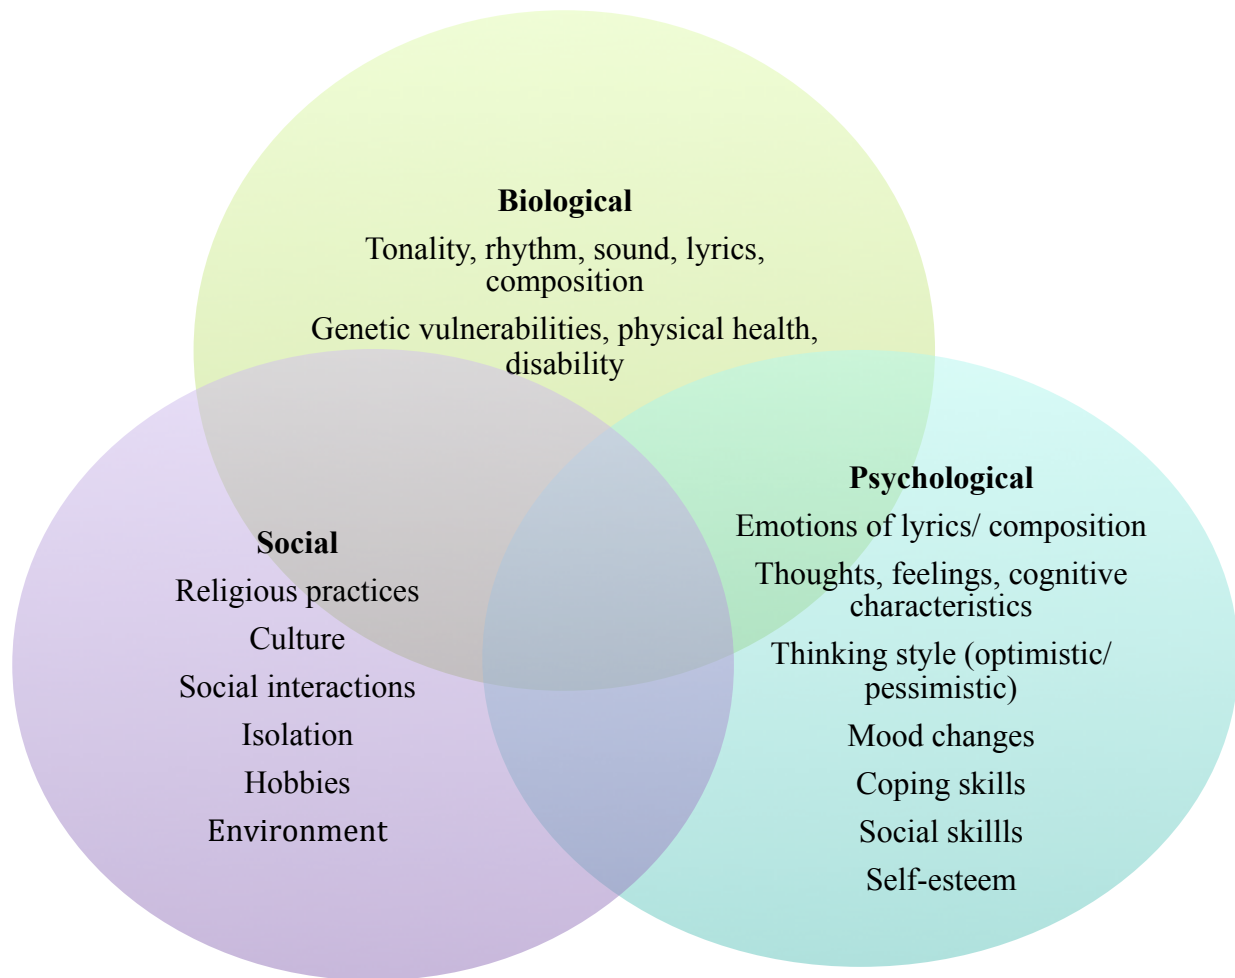 Biological
Tonality, rhythm, sound, lyrics,
composition
Genetic vulnerabilities, physical health,
disability
Social
Religious practices
Culture
Social interactions
Isolation
Hobbies
Environment
Psychological
Emotions of lyrics/ composition
Thoughts, feelings, cognitive
characteristics
Thinking style (optimistic/
pessimistic)
Mood changes
Coping skills
Social skillls
Self-esteem